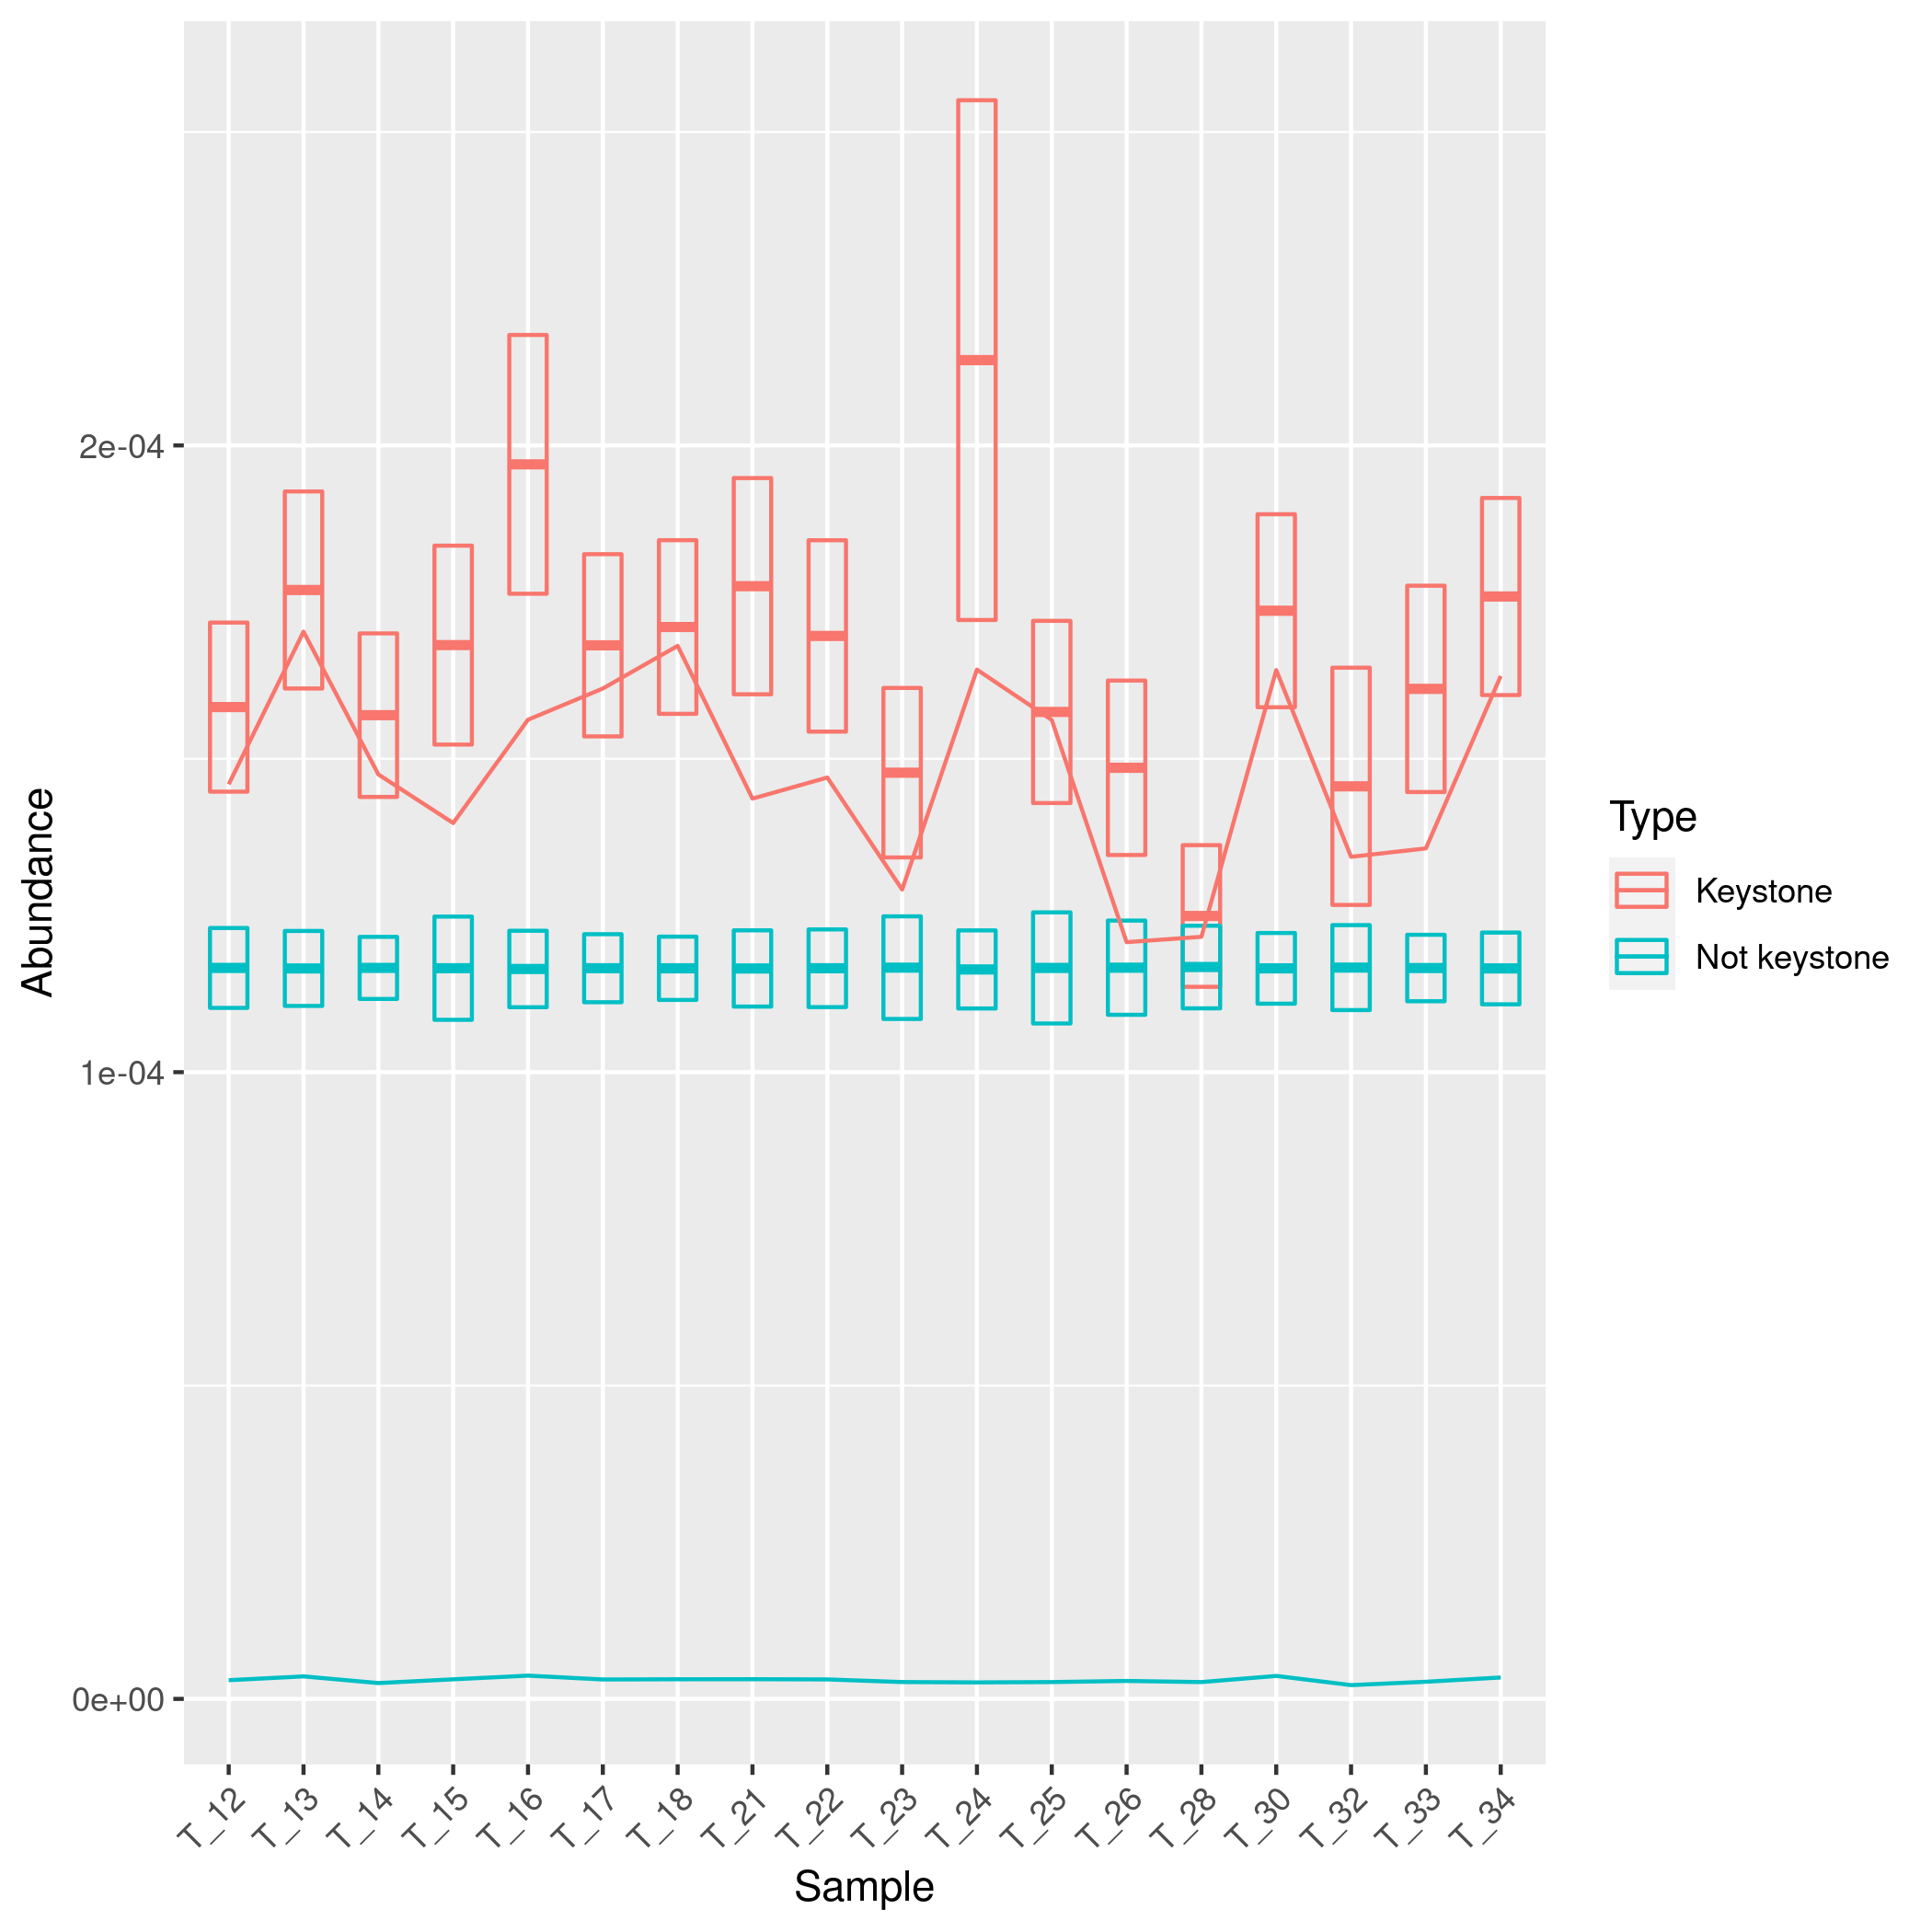 Abundance
2e-04
1e-04
0e+00
T_12
T_13
T_14
T_15
T_16
T_17
T_18
T_21
T_22
T_23
T_24
T_25
T_26
T_28
T_30
T_32
T_33
T_34
Sample
Type
Keystone
Not keystone